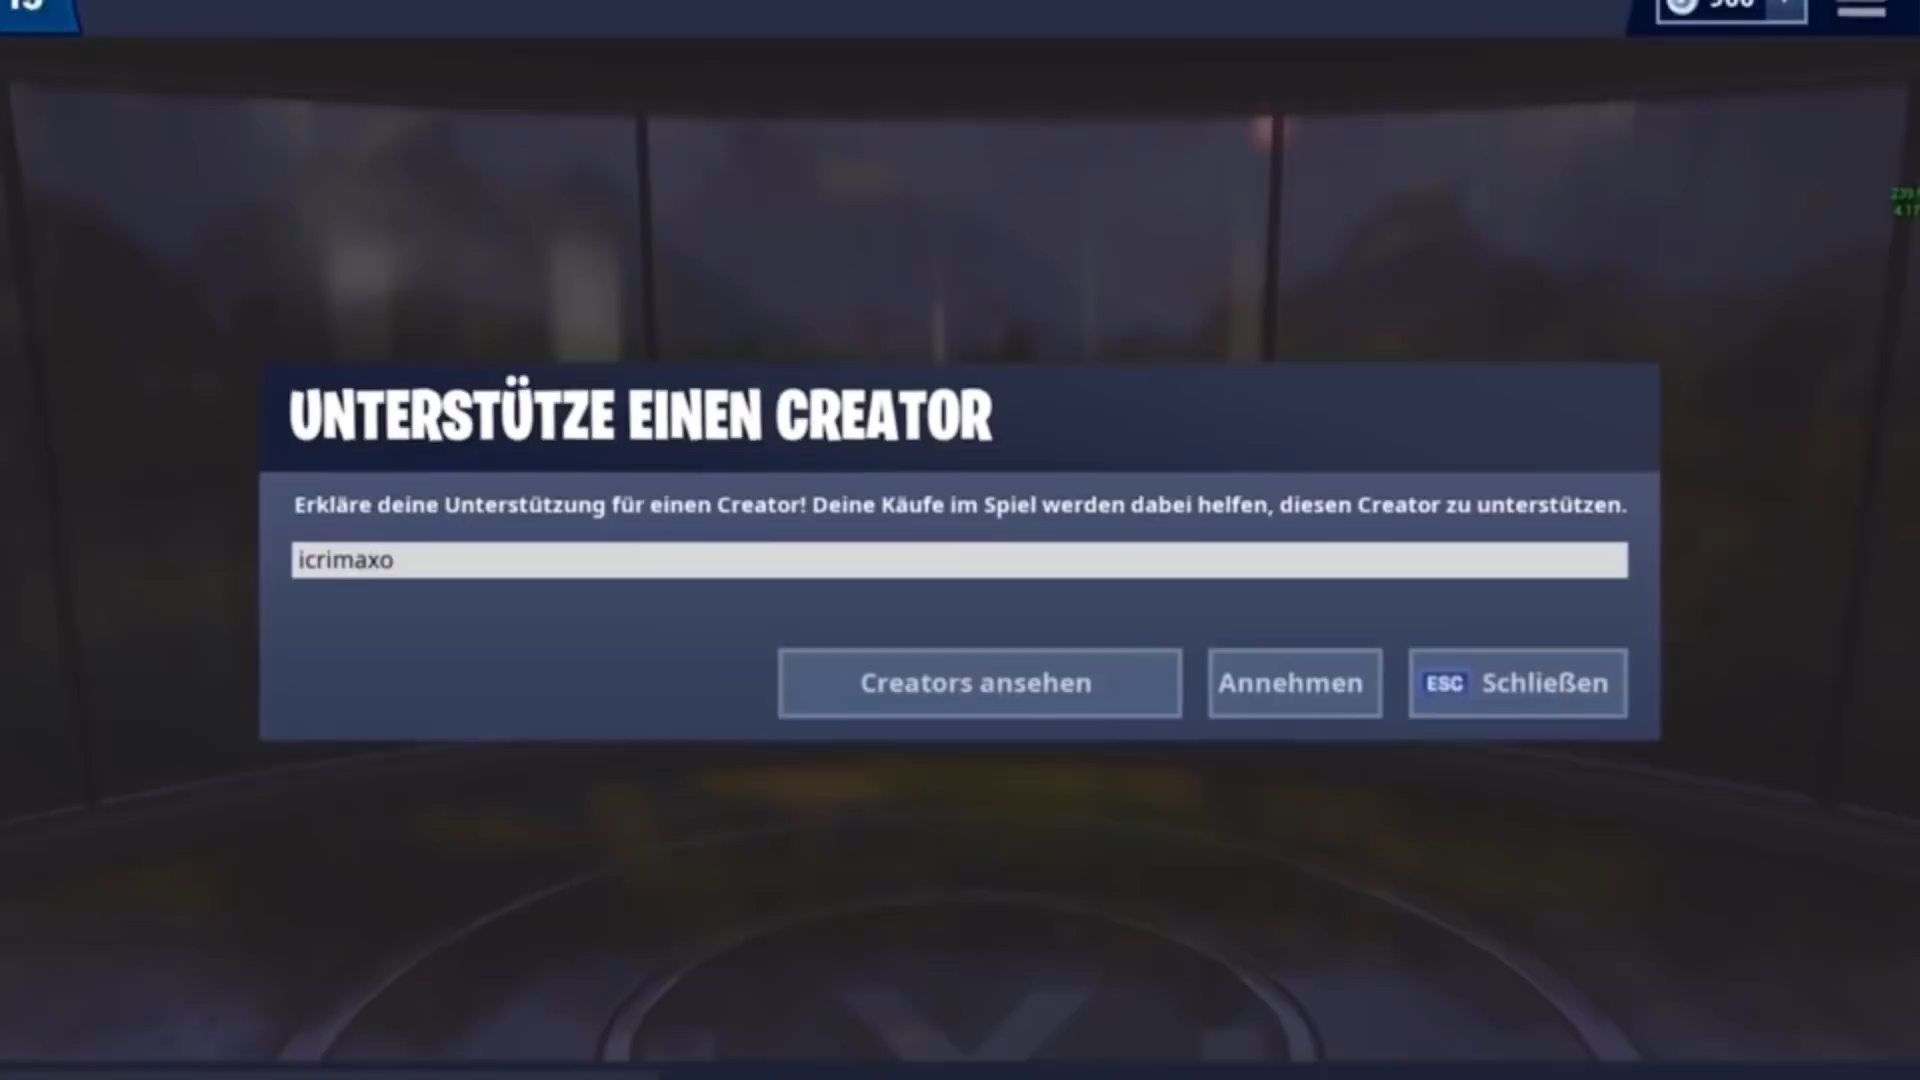 UNTERSTÜTZE EINEN CREATOR
Erkläre deine Unterstützung für einen Creator! Deine Käufe im Spiel werden dabei helfen, diesen Creator zu unterstützen.
icrimaxo
Creators ansehen
Annehmen
ESC Schließen